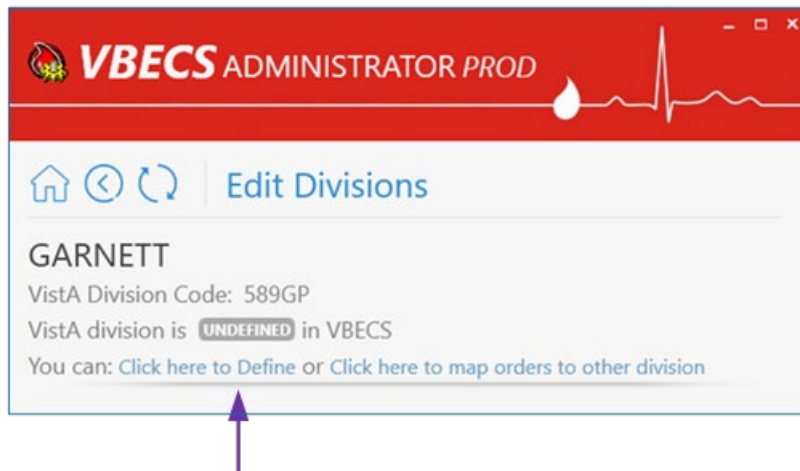 VBECS ADMINISTRATOR PROD
Edit Divisions
GARNETT
VistA Division Code: 589GP
VistA division is UNDEFINED in VBECS
You can: Click here to Define or Click here to map orders to other division